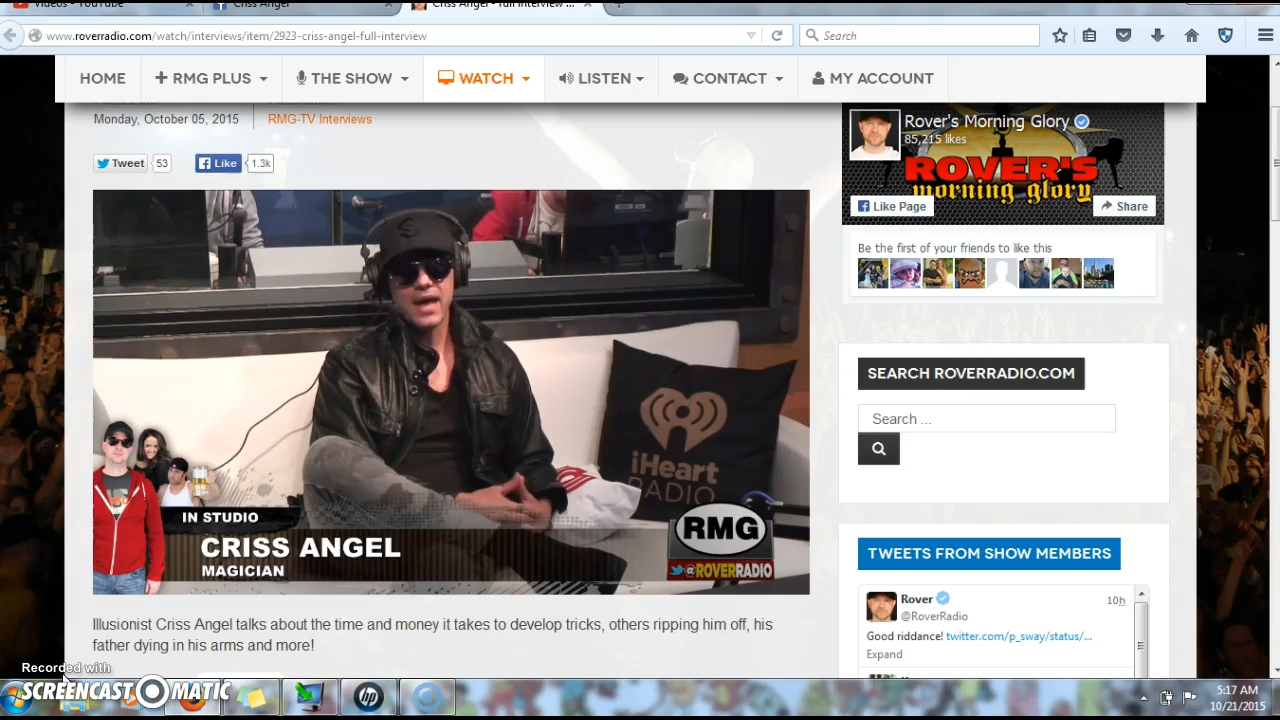 Videos - YouTube
Criss Angel
Criss Angel - full interview ...
www.roverradio.com/watch/interviews/item/2923-criss-angel-full-interview
Search
HOME
RMG PLUS
THE SHOW
WATCH
LISTEN
CONTACT
MY ACCOUNT
Monday, October 05, 2015
RMG-TV Interviews
Tweet
53
Like
1.3k
Rover's Morning Glory
85,215 likes
ROVER'S
morning glory
Like Page
Share
Be the first of your friends to like this
SEARCH ROVERRADIO.COM
Search ...
iHeart
RADIO
IN STUDIO
CRISS ANGEL
MAGICIAN
RMG
@ROVERRADIO
TWEETS FROM SHOW MEMBERS
Rover
10h
@RoverRadio
Good riddance! twitter.com/p_sway/status/...
Expand
Illusionist Criss Angel talks about the time and money it takes to develop tricks, others ripping him off, his
father dying in his arms and more!
Recorded with
SCREENCAST MATIC
hp
5:17 AM
10/21/2015